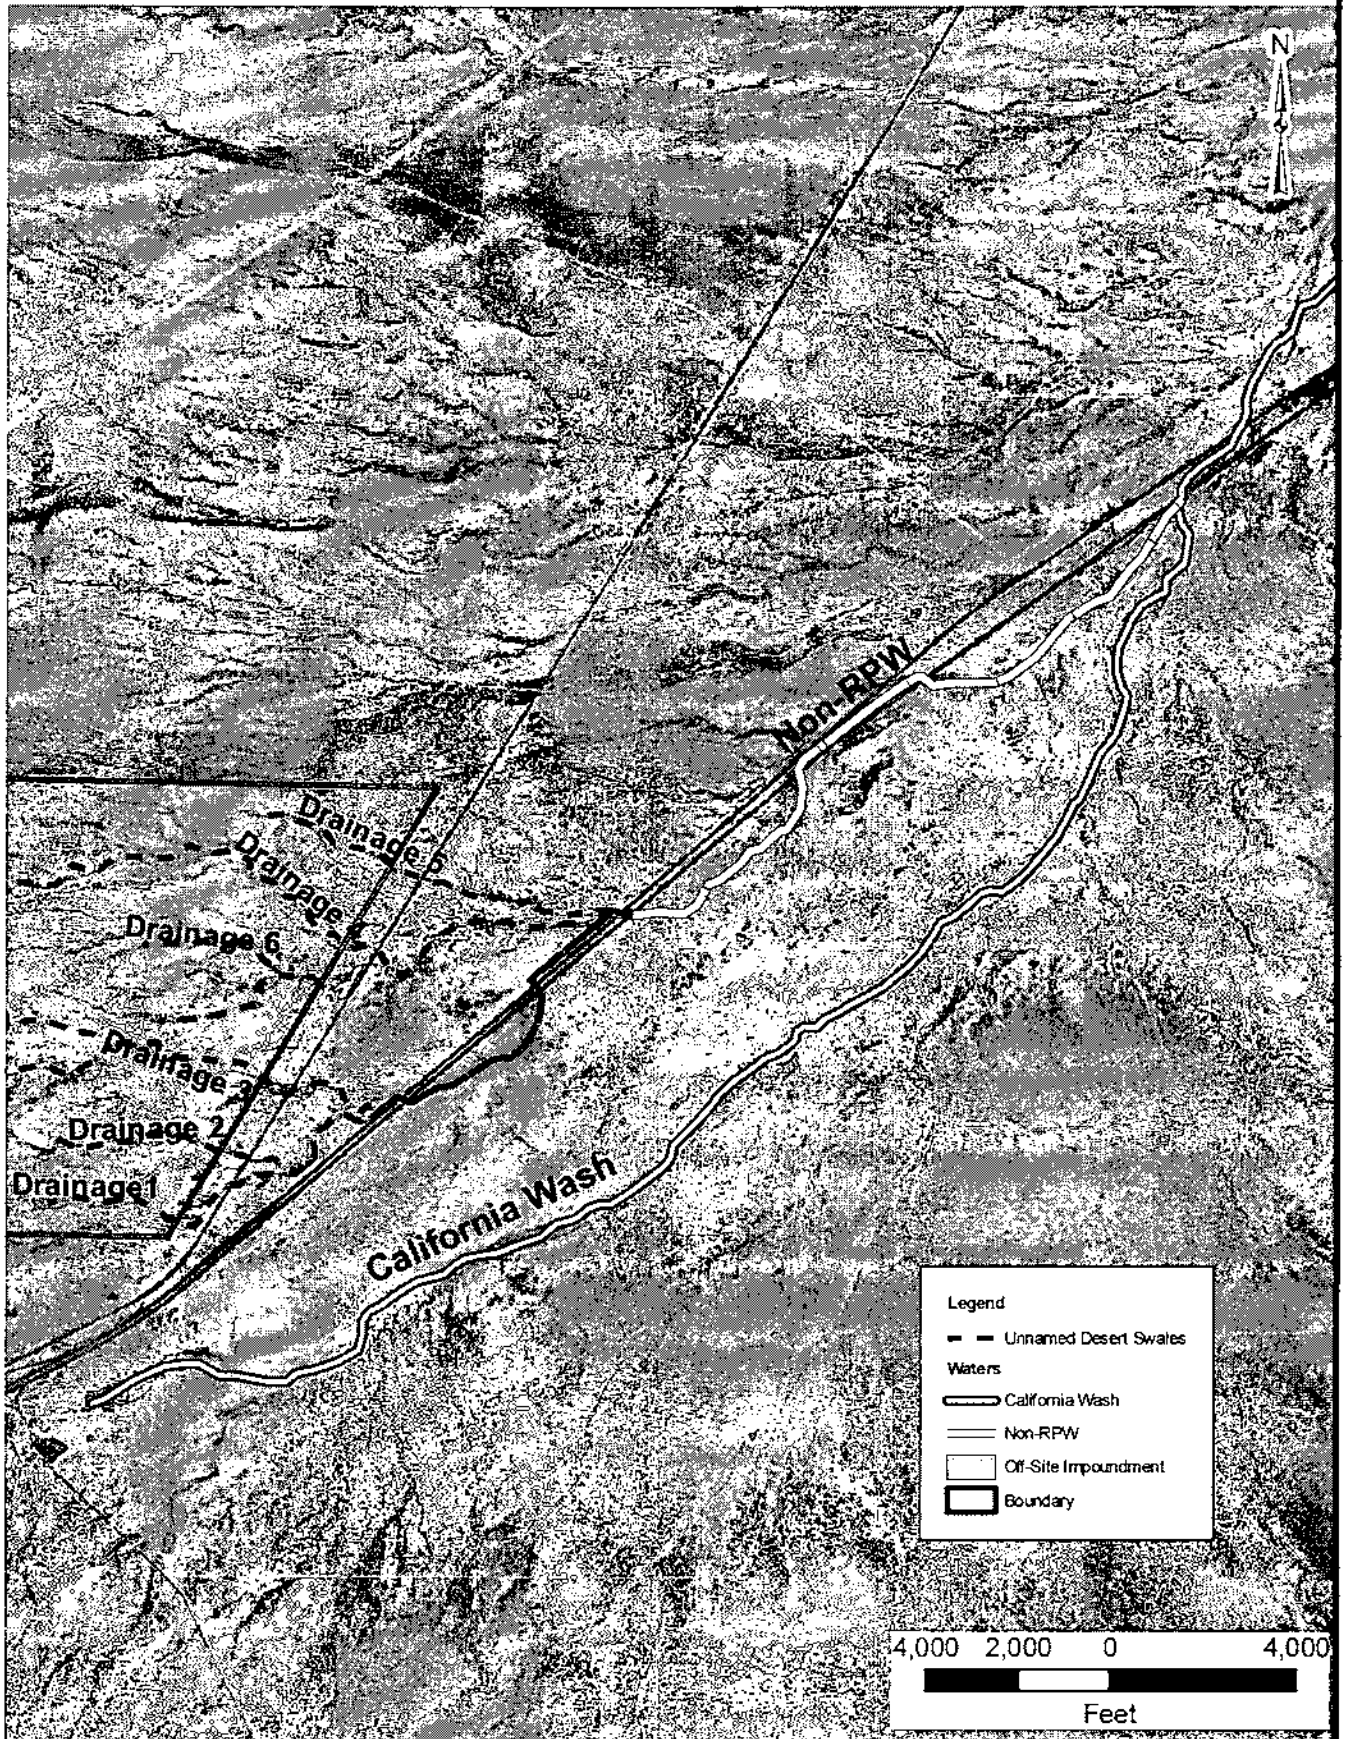 N
Non-RPW
Drainage 5
Drainage
Drainage 6
Drainage 3
Drainage 2
Drainage 1
California Wash
Legend
Unnamed Desert Swales
Waters
California Wash
Non-RPW
Off-Site Impoundment
Boundary
4,000 2,000 0 4,000
Feet